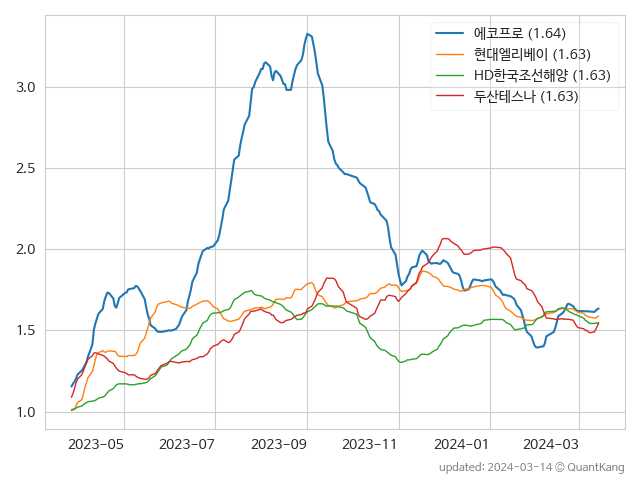 에코프로 (1.64)
현대엘리베이 (1.63)
HD한국조선해양 (1.63)
두산테스나 (1.63)
3.0
2.5
2.0
1.5
1.0
2023-05 2023-07 2023-09 2023-11 2024-01 2024-03
updated: 2024-03-14 © QuantKang